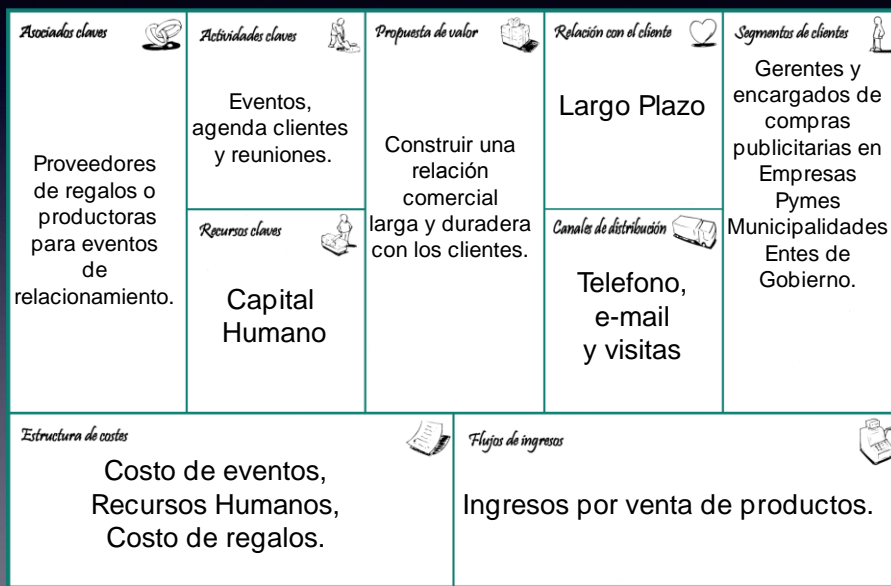 Asociados claves
Proveedores
de regalos o
productoras
para eventos
de
relacionamiento.
Actividades claves
Eventos,
agenda clientes
y reuniones.
Recursos claves
Capital
Humano
Propuesta de valor
Construir una
relación
comercial
larga y duradera
con los clientes.
Relación con el cliente
Largo Plazo
Canales de distribución
Telefono,
e-mail
y visitas
Segmentos de clientes
Gerentes y
encargados de
compras
publicitarias en
Empresas
Pymes
Municipalidades
Entes de
Gobierno.
Estructura de costes
Costo de eventos,
Recursos Humanos,
Costo de regalos.
Flujos de ingresos
Ingresos por venta de productos.